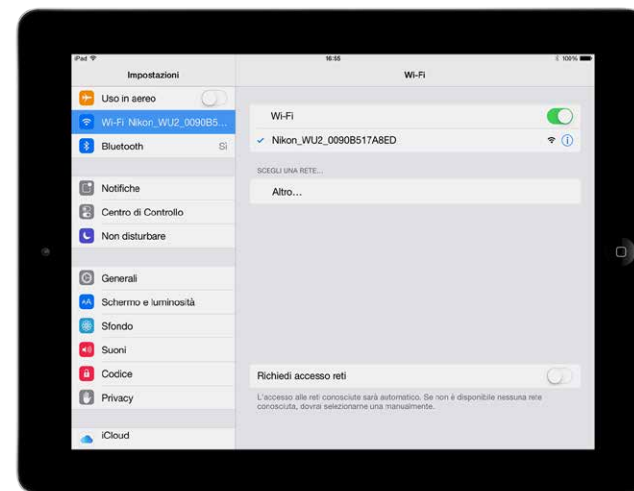 iPad
16:55
100%
Impostazioni
Wi-Fi
Uso in aereo
Wi-Fi Nikon_WU2_0090B5...
Bluetooth Sì
Notifiche
Centro di Controllo
Non disturbare
Generali
Schermo e luminosità
Sfondo
Suoni
Codice
Privacy
iCloud
Wi-Fi
Nikon_WU2_0090B517A8ED
SCEGLI UNA RETE...
Altro...
Richiedi accesso reti
L'accesso alle reti conosciute sarà automatico. Se non è disponibile nessuna rete
conosciuta, dovrai selezionarne una manualmente.